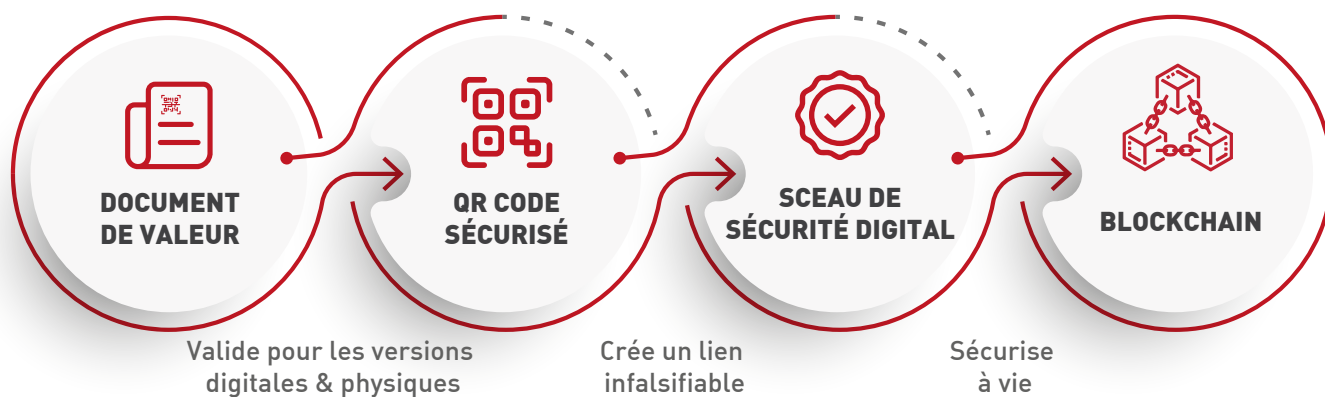 DOCUMENT
DE VALEUR
QR CODE
SÉCURISÉ
SCEAU DE
SÉCURITÉ DIGITAL
BLOCKCHAIN
Valide pour les versions
digitales & physiques
Crée un lien
infalsifiable
Sécurise
à vie